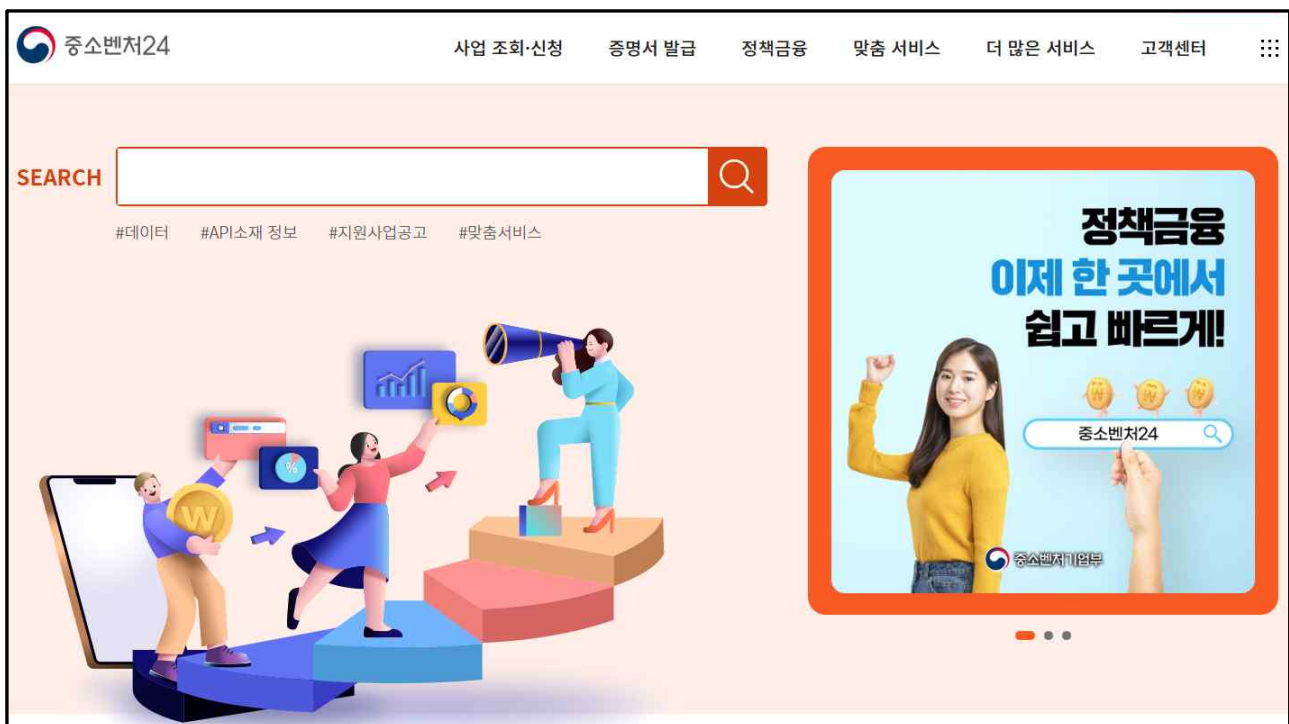 중소벤처24
사업 조회·신청 증명서 발급 정책금융 맞춤 서비스 더 많은 서비스 고객센터
SEARCH
#데이터 #API소재 정보 #지원사업공고 #맞춤서비스
정책금융
이제 한 곳에서
쉽고 빠르게!
중소벤처24
중소벤처기업부
%
W